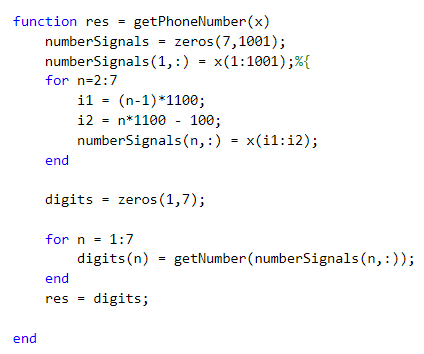 function res = getPhoneNumber(x)
    numberSignals = zeros(7,1001);
    numberSignals(1,:) = x(1:1001);%{
    for n=2:7
        i1 = (n-1)*1100;
        i2 = n*1100 - 100;
        numberSignals(n,:) = x(i1:i2);
    end

    digits = zeros(1,7);

    for n = 1:7
        digits(n) = getNumber(numberSignals(n,:));
    end
    res = digits;

end